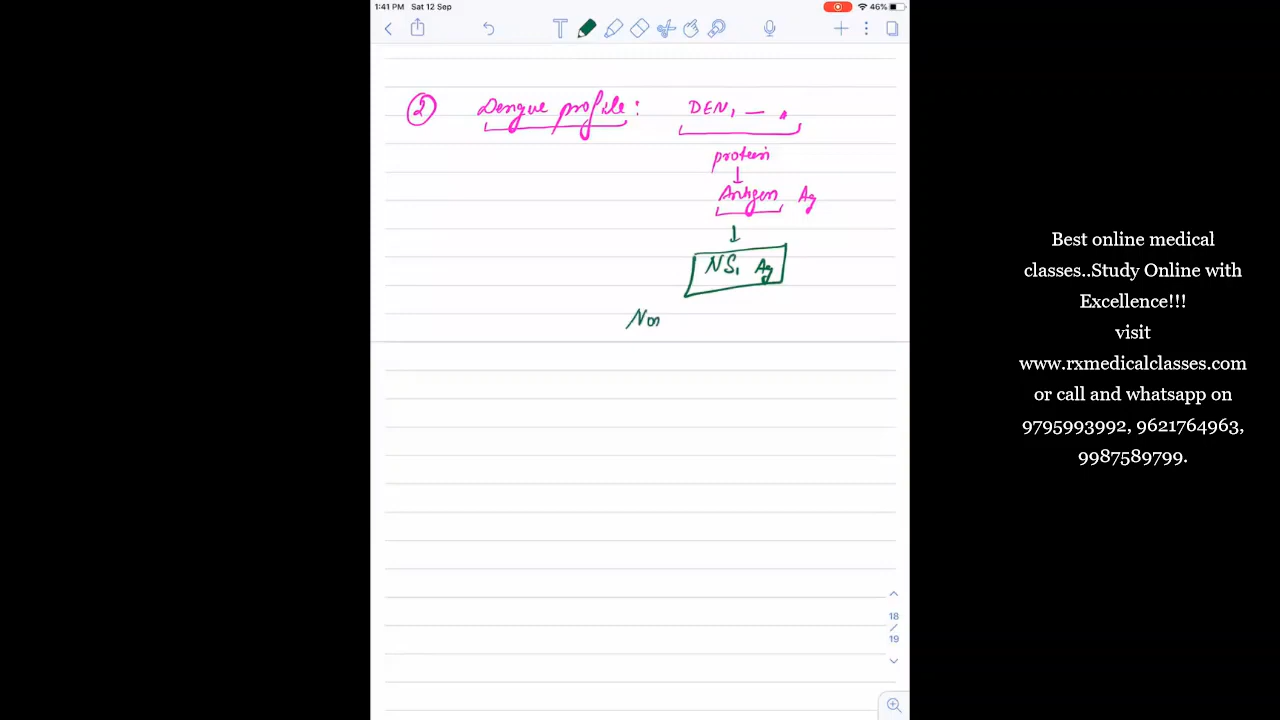 1:41 PM Sat 12 Sep
46%
② Dengue profile : DEN₁ — 4
protein
↓
Antigen Ag
↓
NS₁ Ag
Non
18
/
19
Best online medical
classes..Study Online with
Excellence!!!
visit
www.rxmedicalclasses.com
or call and whatsapp on
9795993992, 9621764963,
9987589799.